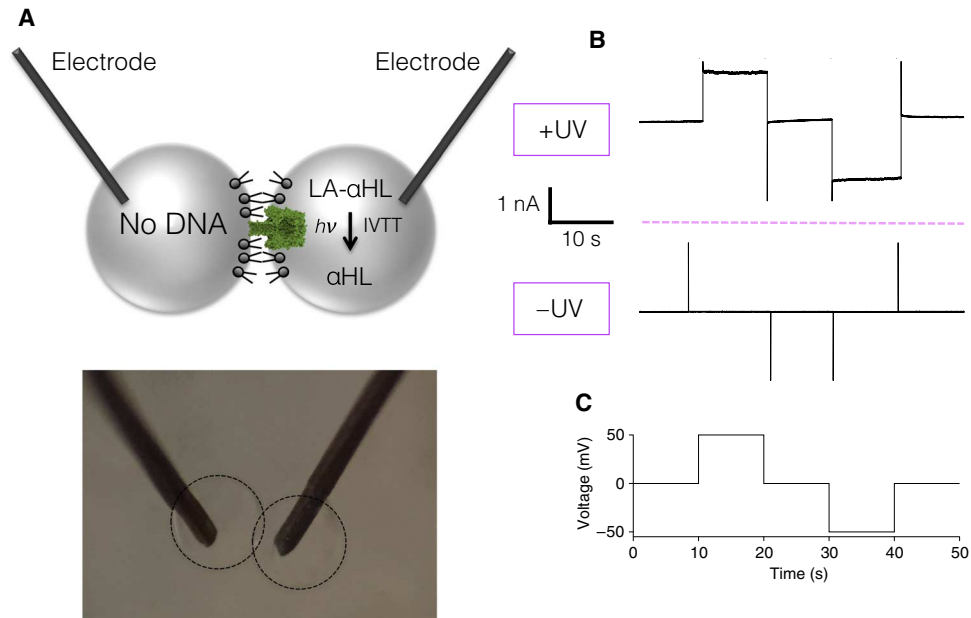 A
Electrode
Electrode
No DNA
LA-αHL
hν
IVTT
αHL
B
+UV
1 nA
10 s
–UV
C
Voltage (mV)
50
0
–50
0 10 20 30 40 50
Time (s)